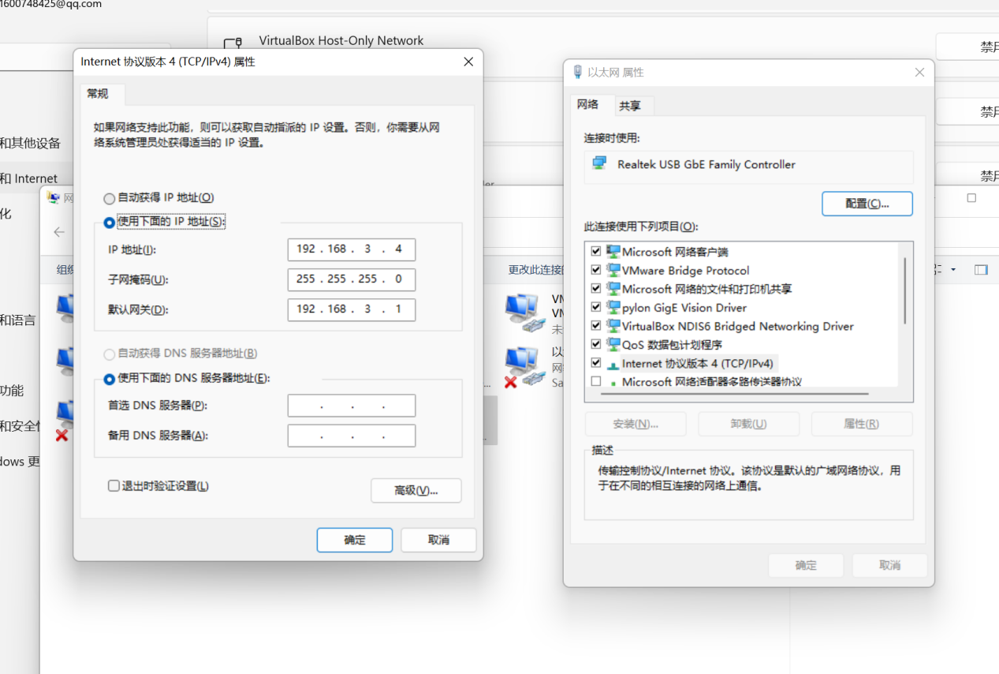 1600748425@qq.com
VirtualBox Host-Only Network
禁用
禁用
禁用
和其他设备
和 Internet
化
和语言
功能
和安全性
dows 更
网
组织
更改此连接的
VM
VM
未
以
网
Sa
Internet 协议版本 4 (TCP/IPv4) 属性
常规
如果网络支持此功能，则可以获取自动指派的 IP 设置。否则，你需要从网
络系统管理员处获得适当的 IP 设置。
自动获得 IP 地址(O)
使用下面的 IP 地址(S):
IP 地址(I):
192 . 168 . 3 . 4
子网掩码(U):
255 . 255 . 255 . 0
默认网关(D):
192 . 168 . 3 . 1
自动获得 DNS 服务器地址(B)
使用下面的 DNS 服务器地址(E):
首选 DNS 服务器(P):
. . .
备用 DNS 服务器(A):
. . .
退出时验证设置(L)
高级(V)...
确定
取消
以太网 属性
网络
共享
连接时使用:
Realtek USB GbE Family Controller
配置(C)...
此连接使用下列项目(O):
Microsoft 网络客户端
VMware Bridge Protocol
Microsoft 网络的文件和打印机共享
pylon GigE Vision Driver
VirtualBox NDIS6 Bridged Networking Driver
QoS 数据包计划程序
Internet 协议版本 4 (TCP/IPv4)
Microsoft 网络适配器多路传送器协议
安装(N)...
卸载(U)
属性(R)
描述
传输控制协议/Internet 协议。该协议是默认的广域网络协议，用
于在不同的相互连接的网络上通信。
确定
取消